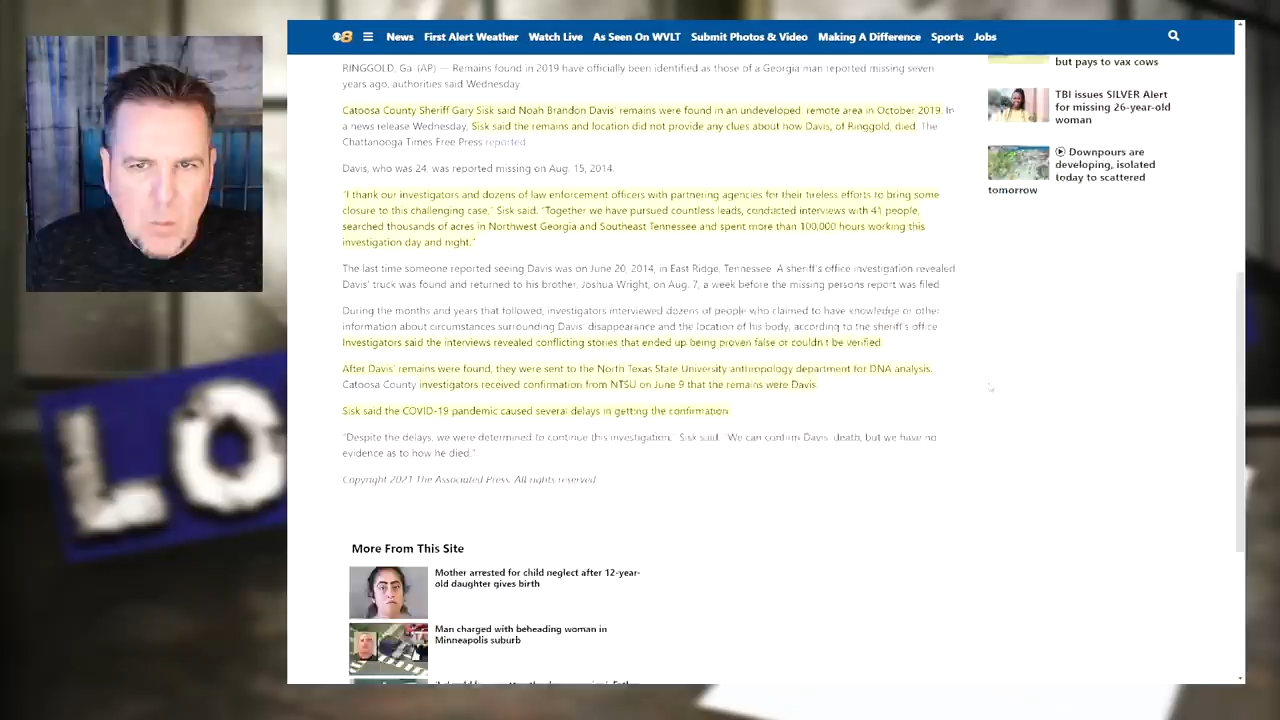 8
News First Alert Weather Watch Live As Seen On WVLT Submit Photos & Video Making A Difference Sports Jobs
RINGGOLD, Ga. (AP) — Remains found in 2019 have officially been identified as those of a Georgia man reported missing seven
years ago, authorities said Wednesday
Catoosa County Sheriff Gary Sisk said Noah Brandon Davis' remains were found in an undeveloped, remote area in October 2019. In
a news release Wednesday, Sisk said the remains and location did not provide any clues about how Davis, of Ringgold, died. The
Chattanooga Times Free Press reported
Davis, who was 24, was reported missing on Aug. 15, 2014.
"I thank our investigators and dozens of law enforcement officers with partnering agencies for their tireless efforts to bring some
closure to this challenging case," Sisk said. "Together we have pursued countless leads, conducted interviews with 41 people,
searched thousands of acres in Northwest Georgia and Southeast Tennessee and spent more than 100,000 hours working this
investigation day and night."
The last time someone reported seeing Davis was on June 20, 2014, in East Ridge, Tennessee. A sheriff's office investigation revealed
Davis' truck was found and returned to his brother, Joshua Wright, on Aug. 7, a week before the missing persons report was filed
During the months and years that followed, investigators interviewed dozens of people who claimed to have knowledge or other
information about circumstances surrounding Davis' disappearance and the location of his body, according to the sheriff's office
Investigators said the interviews revealed conflicting stories that ended up being proven false or couldn't be verified.
After Davis' remains were found, they were sent to the North Texas State University anthropology department for DNA analysis.
Catoosa County investigators received confirmation from NTSU on June 9 that the remains were Davis.
Sisk said the COVID-19 pandemic caused several delays in getting the confirmation.
"Despite the delays, we were determined to continue this investigation," Sisk said. "We can confirm Davis' death, but we have no
evidence as to how he died."
Copyright 2021 The Associated Press. All rights reserved.
More From This Site
Mother arrested for child neglect after 12-year-
old daughter gives birth
Man charged with beheading woman in
Minneapolis suburb
but pays to vax cows
TBI issues SILVER Alert
for missing 26-year-old
woman
Downpours are
developing, isolated
today to scattered
tomorrow
LO